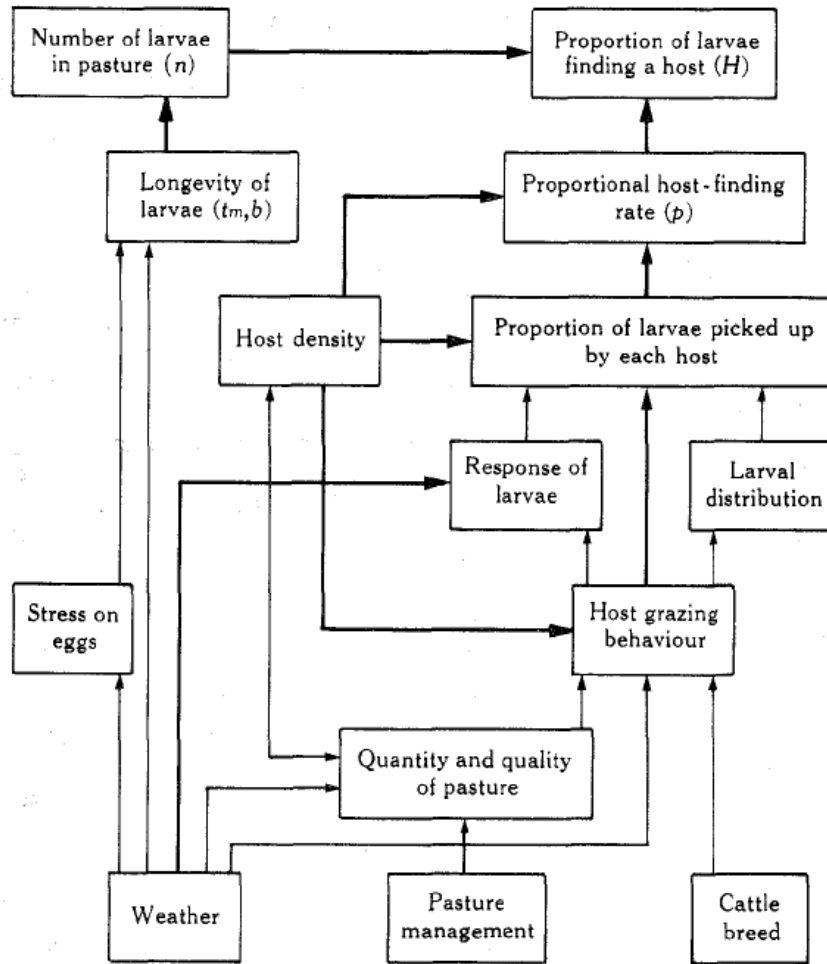 Number of larvae
in pasture (n)
Proportion of larvae
finding a host (H)
Longevity of
larvae (tm,b)
Proportional host-finding
rate (p)
Host density
Proportion of larvae picked up
by each host
Response of
larvae
Larval
distribution
Stress on
eggs
Host grazing
behaviour
Quantity and quality
of pasture
Weather
Pasture
management
Cattle
breed